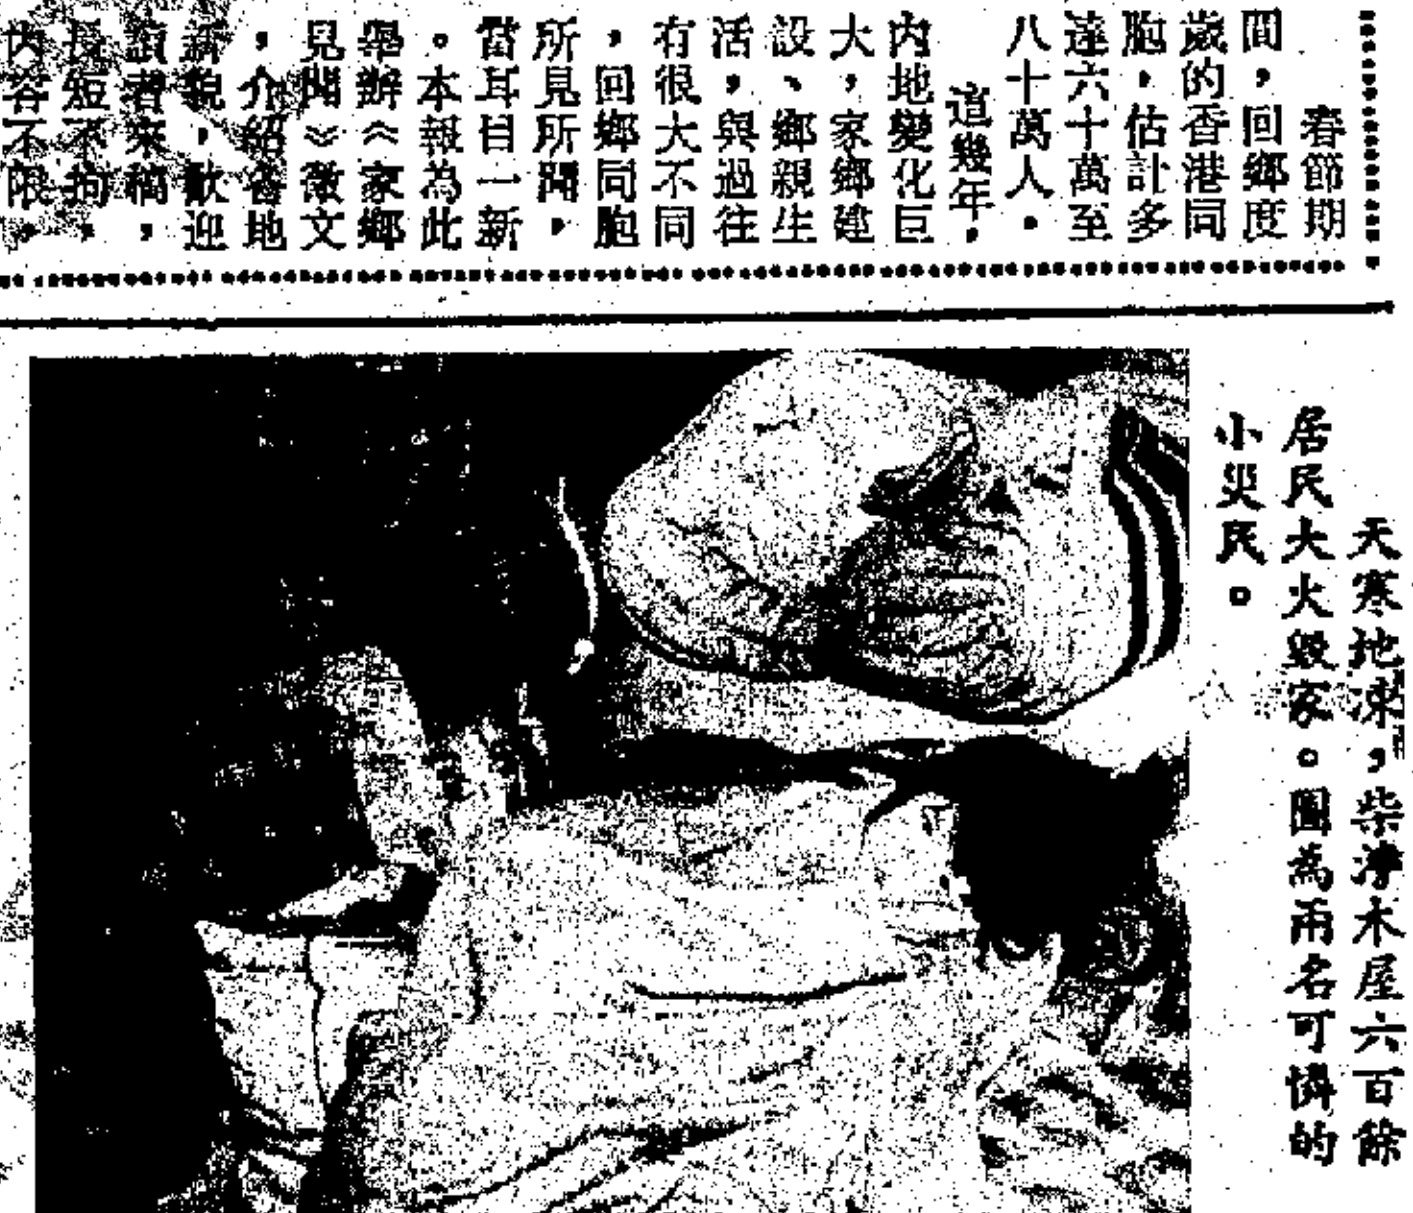 春節期
間，回鄉度
歲的香港同
胞，估計多
達六十萬至
八十萬人。
這幾年，
内地變化巨
大，家鄉建
設、鄉親生
活，與過往
有很大不同
，回鄉同胞
所見所聞，
當耳目一新
。本報為此
舉辦《家鄉
見聞》徵文
，介紹各地
新貌，歡迎
讀者來稿，
長短不拘，
内容不限。
天寒地凍，柴灣木屋六百餘
居民大火毀家。圖為兩名可憐的
小災民。